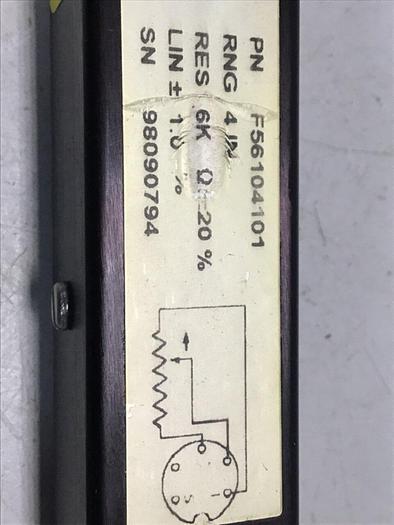 PN F56104101
RNG 4 IN
RES .6K Ω ±20 %
LIN ± 1.0 %
SN 98090794